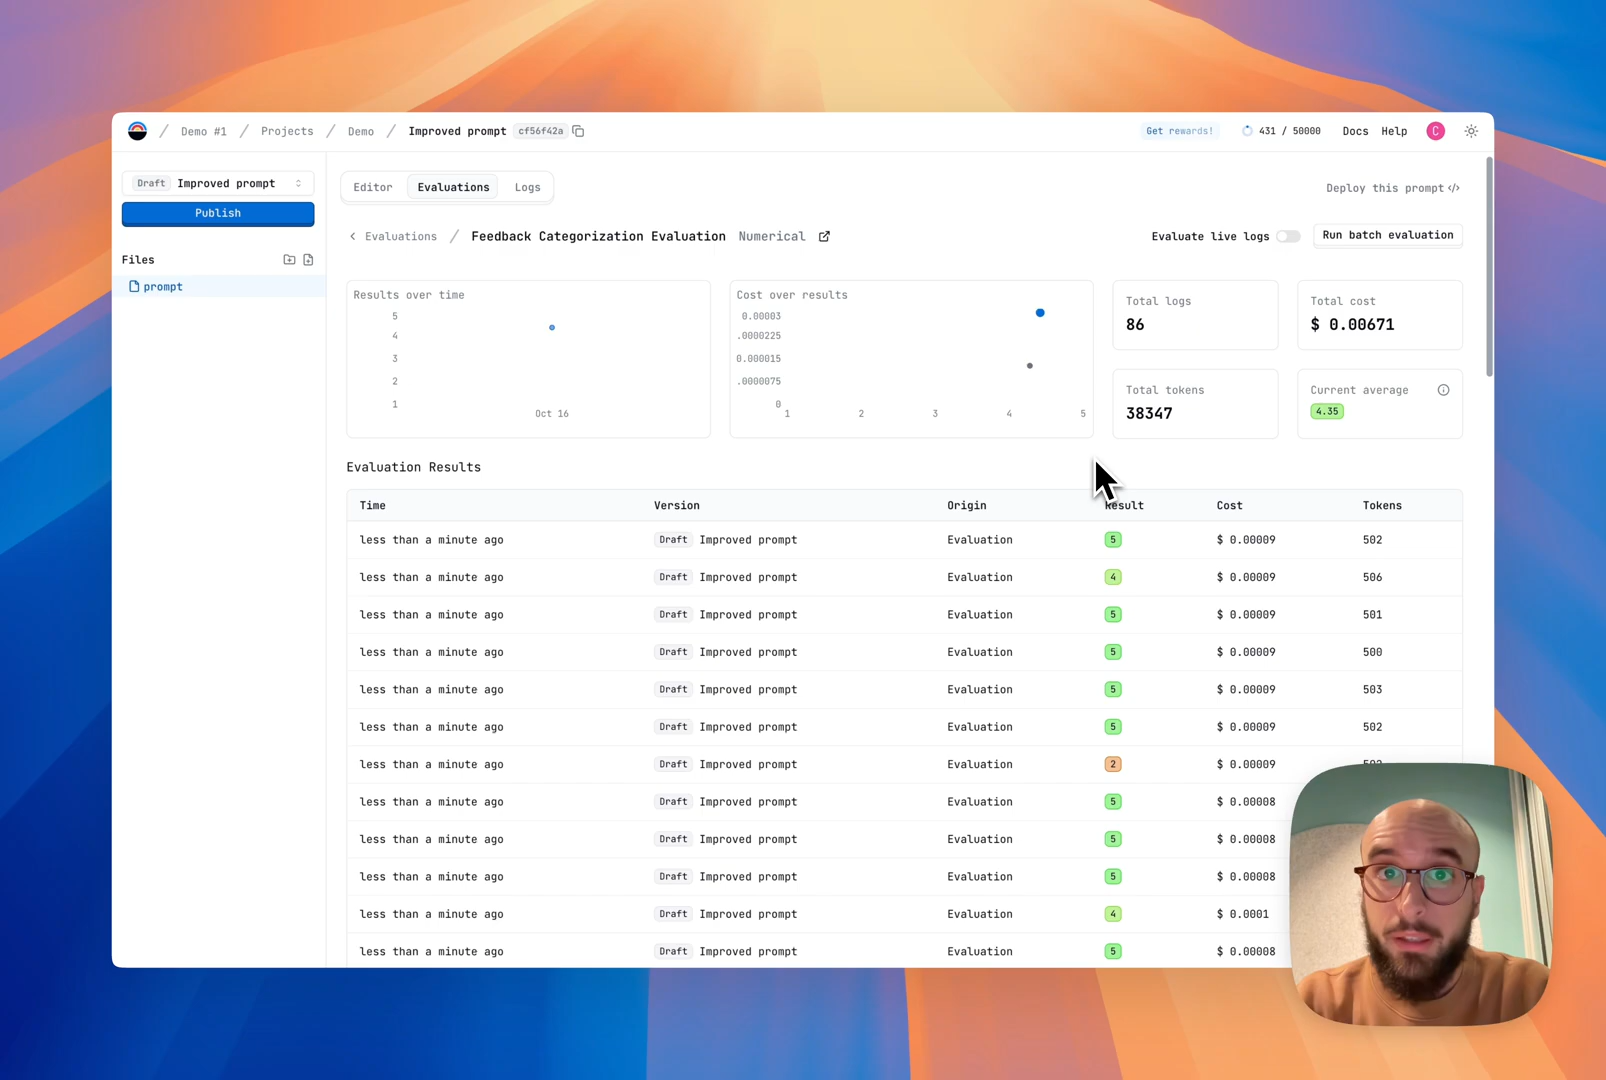 / Demo #1 / Projects / Demo / Improved prompt cf56f42a
Get rewards! 431 / 50000 Docs Help C
Draft Improved prompt
Publish
Files
prompt
Editor Evaluations Logs
Deploy this prompt
Evaluations / Feedback Categorization Evaluation Numerical
Evaluate live logs Run batch evaluation
Results over time
5
4
3
2
1
Oct 16
Cost over results
0.00003
.0000225
0.000015
.0000075
0
1 2 3 4 5
Total logs
86
Total cost
$ 0.00671
Total tokens
38347
Current average
4.35
Evaluation Results
Time Version Origin Result Cost Tokens
less than a minute ago Draft Improved prompt Evaluation 5 $ 0.00009 502
less than a minute ago Draft Improved prompt Evaluation 4 $ 0.00009 506
less than a minute ago Draft Improved prompt Evaluation 5 $ 0.00009 501
less than a minute ago Draft Improved prompt Evaluation 5 $ 0.00009 500
less than a minute ago Draft Improved prompt Evaluation 5 $ 0.00009 503
less than a minute ago Draft Improved prompt Evaluation 5 $ 0.00009 502
less than a minute ago Draft Improved prompt Evaluation 2 $ 0.00009
less than a minute ago Draft Improved prompt Evaluation 5 $ 0.00008
less than a minute ago Draft Improved prompt Evaluation 5 $ 0.00008
less than a minute ago Draft Improved prompt Evaluation 5 $ 0.00008
less than a minute ago Draft Improved prompt Evaluation 4 $ 0.0001
less than a minute ago Draft Improved prompt Evaluation 5 $ 0.00008